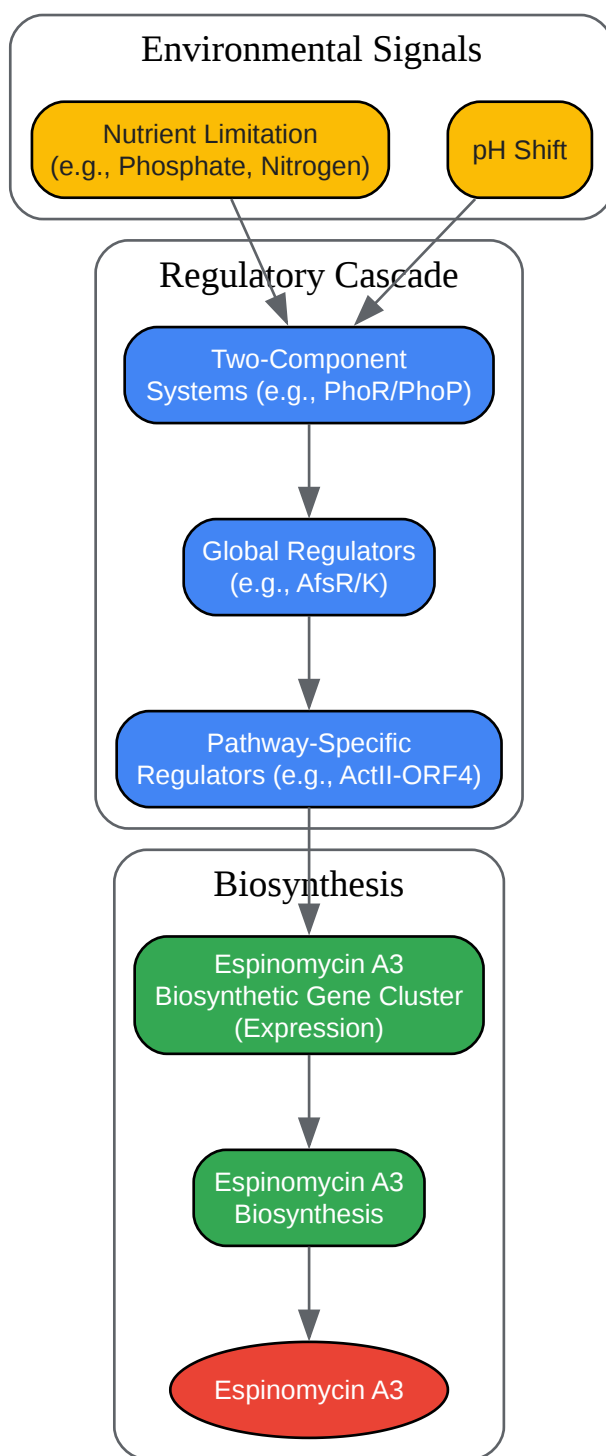 Environmental Signals
Nutrient Limitation
(e.g., Phosphate, Nitrogen)
pH Shift
Regulatory Cascade
Two-Component
Systems (e.g., PhoR/PhoP)
Global Regulators
(e.g., AfsR/K)
Pathway-Specific
Regulators (e.g., ActII-ORF4)
Biosynthesis
Espinomycin A3
Biosynthetic Gene Cluster
(Expression)
Espinomycin A3
Biosynthesis
Espinomycin A3